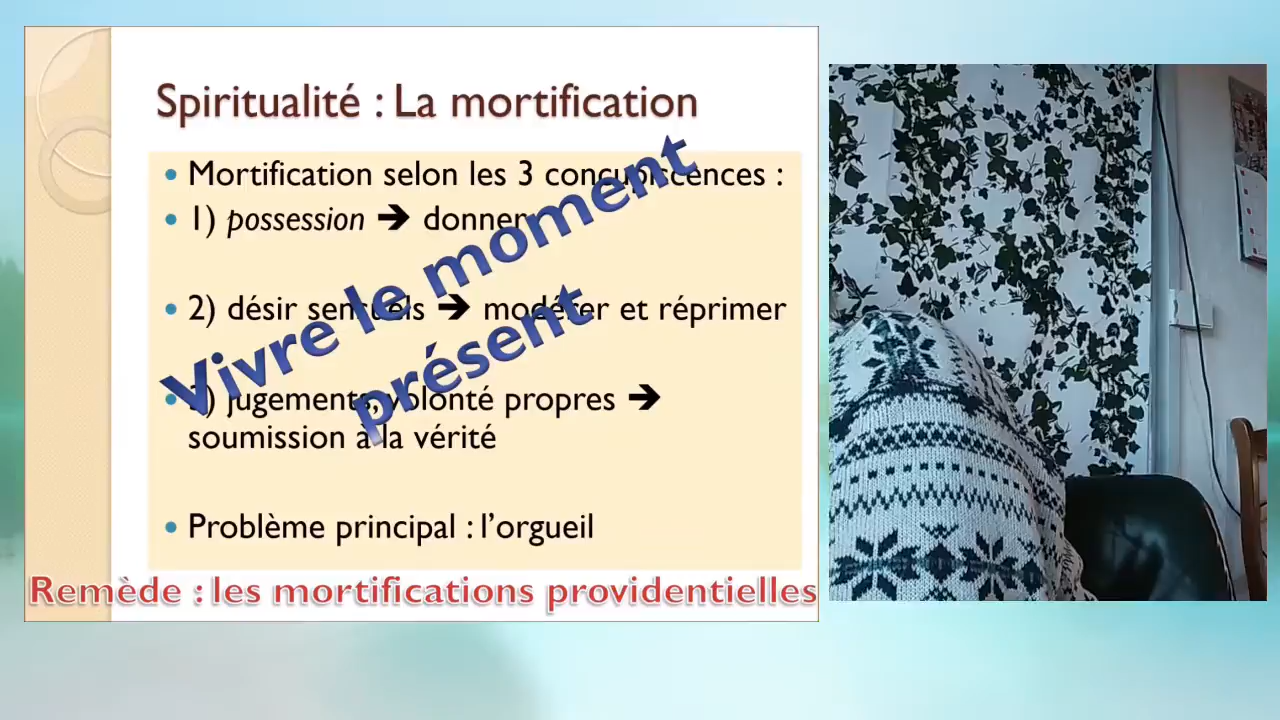 Spiritualité : La mortification
Mortification selon les 3 concupiscences :
1) possession ➔ donner
2) désir sensuels ➔ modérer et réprimer
3) jugements, volonté propres ➔
soumission à la vérité
Problème principal : l'orgueil
Vivre le moment
présent
Remède : les mortifications providentielles